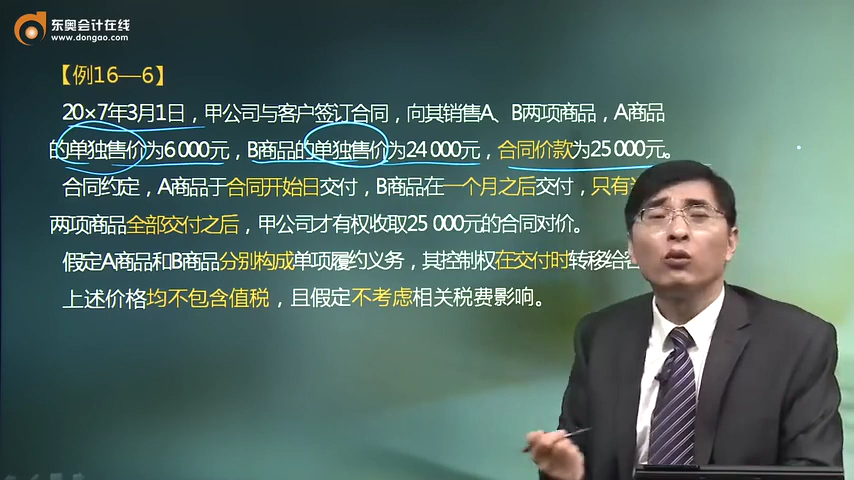 东奥会计在线
www.dongao.com
【例16—6】
20×7年3月1日，甲公司与客户签订合同，向其销售A、B两项商品，A商品
的单独售价为6 000元，B商品的单独售价为24 000元，合同价款为25 000元。
合同约定，A商品于合同开始日交付，B商品在一个月之后交付，只有
两项商品全部交付之后，甲公司才有权收取25 000元的合同对价。
假定A商品和B商品分别构成单项履约义务，其控制权在交付时转移给客
上述价格均不包含值税，且假定不考虑相关税费影响。